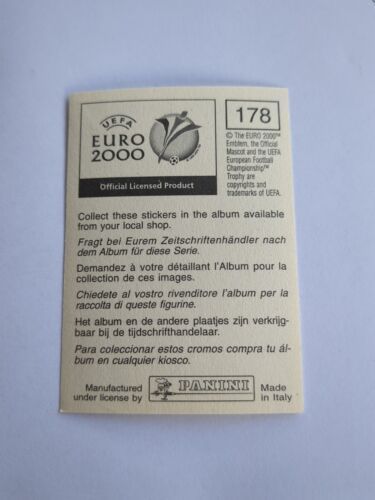 UEFA
EURO
2000
Official Licensed Product
178
© The EURO 2000™
Emblem, the Official
Mascot and the UEFA
European Football
Championship™
Trophy are
copyrights and
trademarks of UEFA.
Collect these stickers in the album available
from your local shop.
Fragt bei Eurem Zeitschriftenhändler nach
dem Album für diese Serie.
Demandez à votre détaillant l'Album pour la
collection de ces images.
Chiedete al vostro rivenditore l'album per la
raccolta di queste figurine.
Het album en de andere plaatjes zijn verkrijg-
baar bij de tijdschrifthandelaar.
Para coleccionar estos cromos compra tu ál-
bum en cualquier kiosco.
Manufactured
under license by
PANINI
Made
in Italy